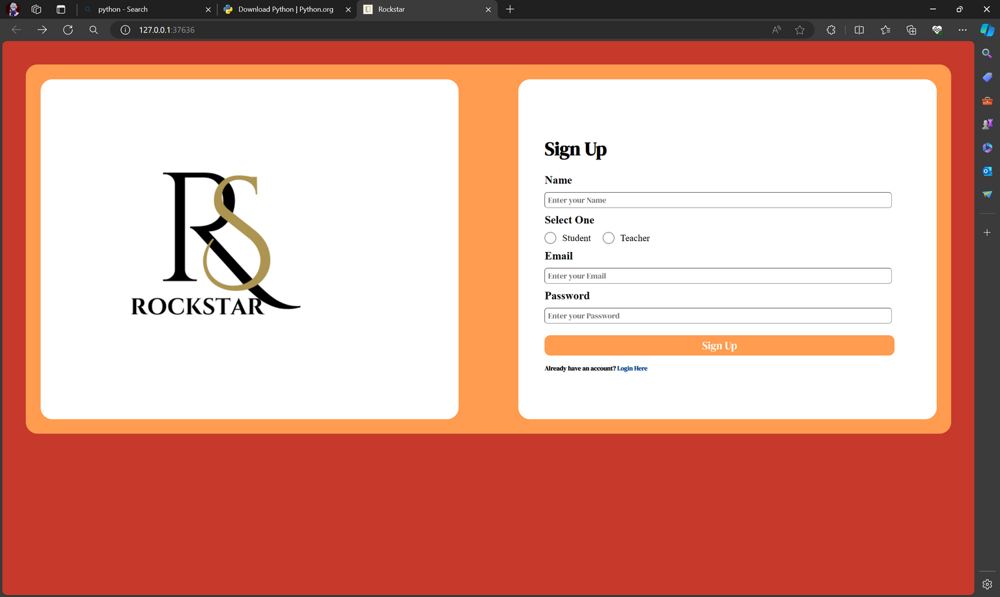 python - Search
Download Python | Python.org
Rockstar
127.0.0.1:37636
RS
ROCKSTAR
Sign Up
Name
Enter your Name
Select One
Student Teacher
Email
Enter your Email
Password
Enter your Password
Sign Up
Already have an account? Login Here